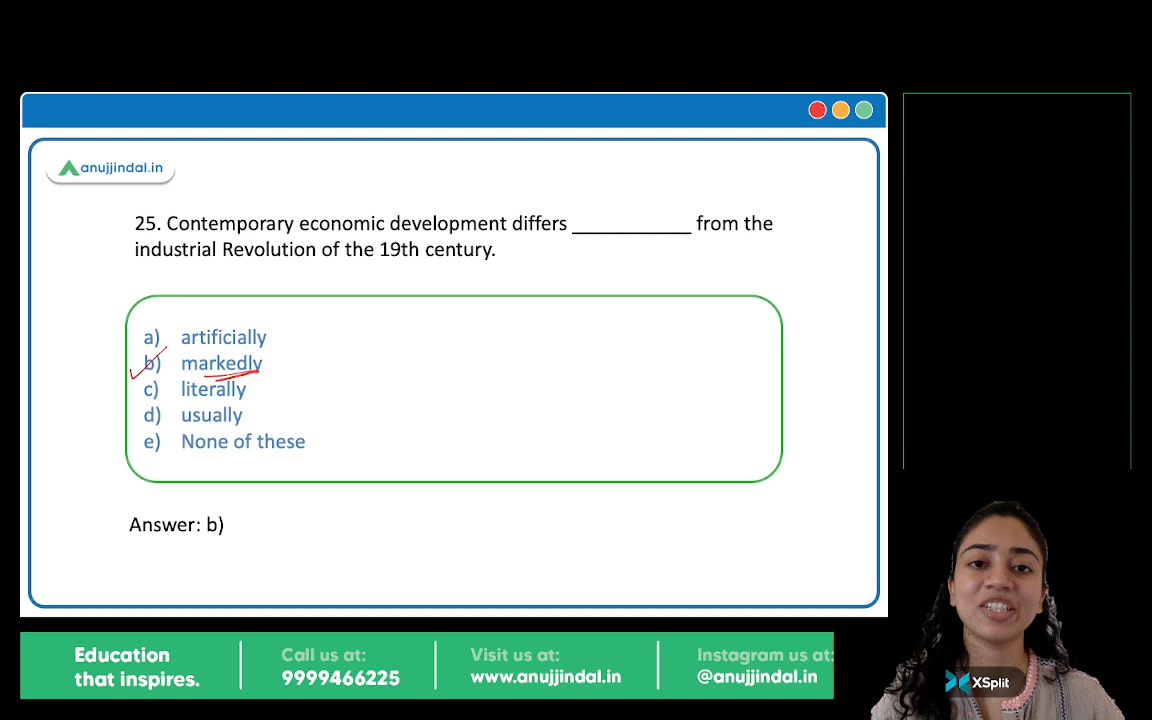 anujjindal.in
25. Contemporary economic development differs ___________ from the
industrial Revolution of the 19th century.
a) artificially
b) markedly
c) literally
d) usually
e) None of these
Answer: b)
Education
that inspires.
Call us at:
9999466225
Visit us at:
www.anujjindal.in
Instagram us at:
@anujjindal.in
XSplit